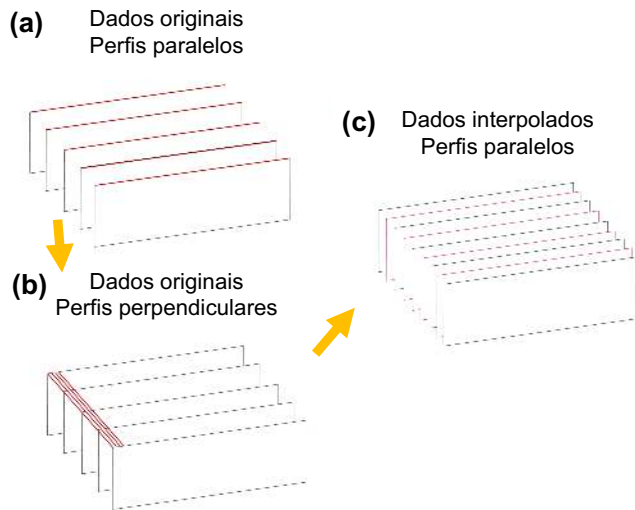 (a) Dados originais
Perfis paralelos
(c) Dados interpolados
Perfis paralelos
(b) Dados originais
Perfis perpendiculares